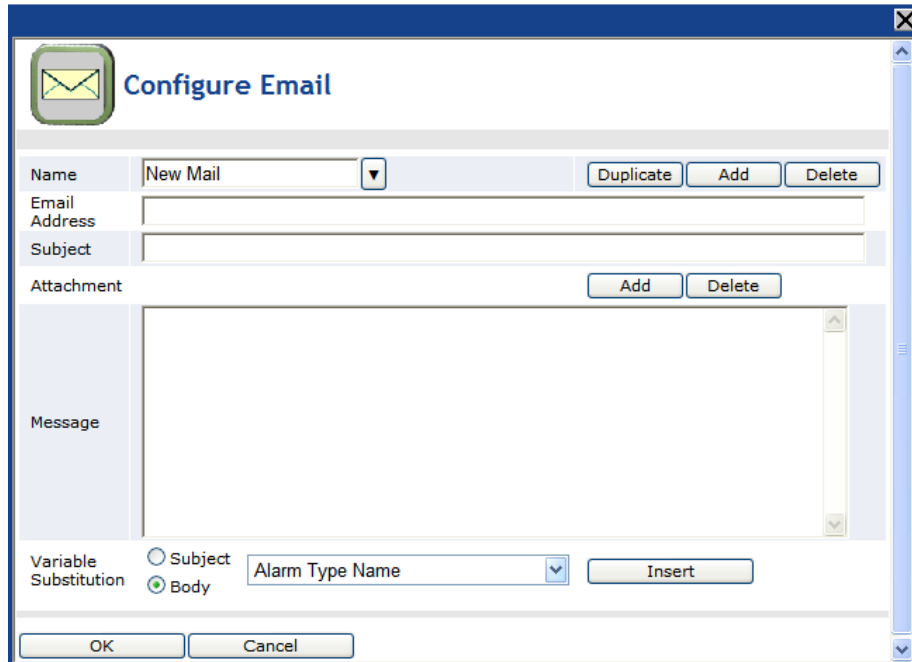 Configure Email
Name New Mail Duplicate Add Delete
Email
Address
Subject
Attachment Add Delete
Message
Variable
Substitution
Subject
Body
Alarm Type Name Insert
OK Cancel